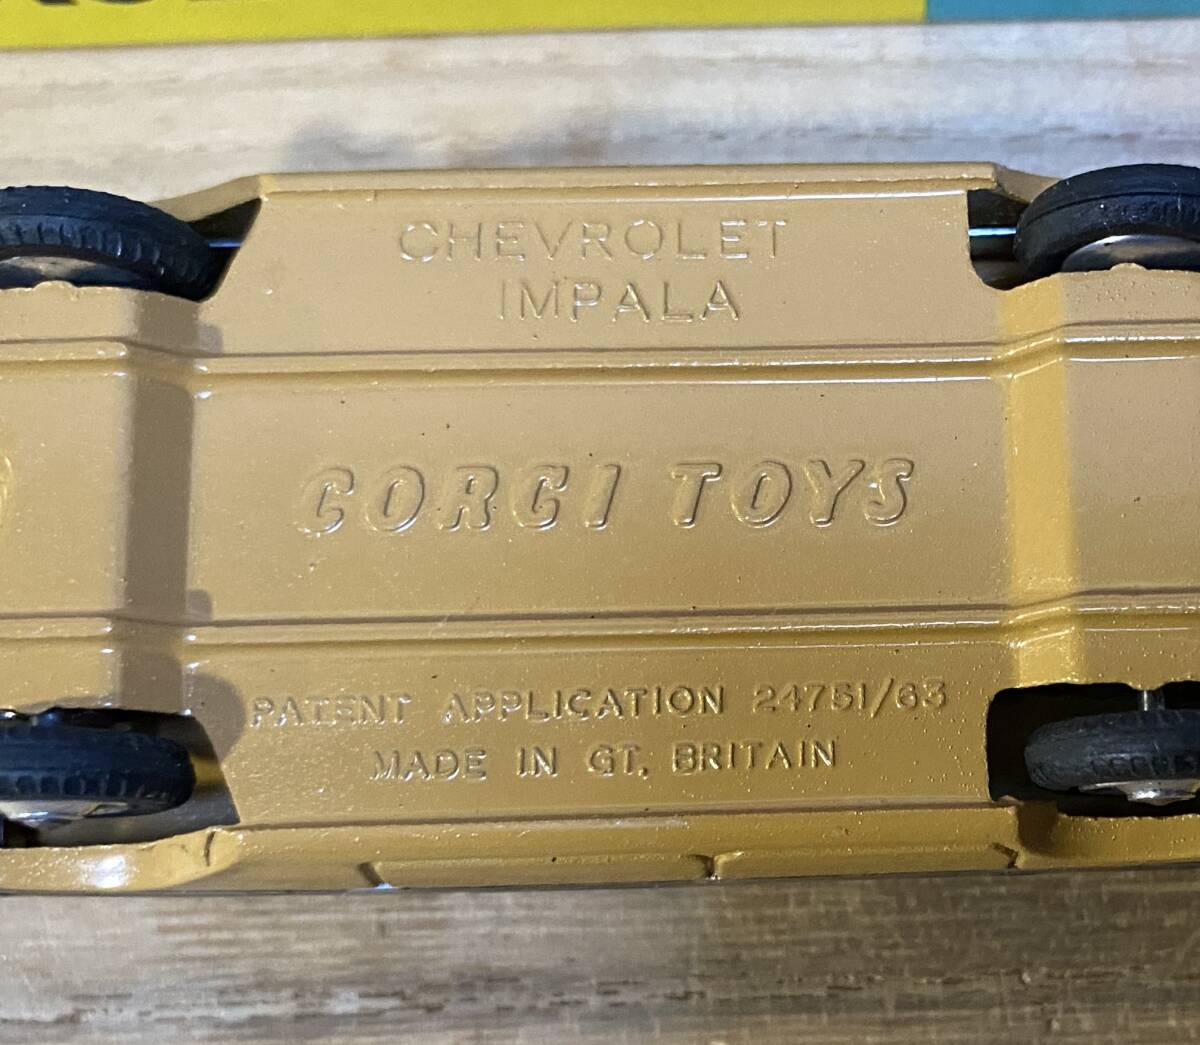 CHEVROLET
IMPALA
CORGI TOYS
PATENT APPLICATION 24751/63
MADE IN GT. BRITAIN